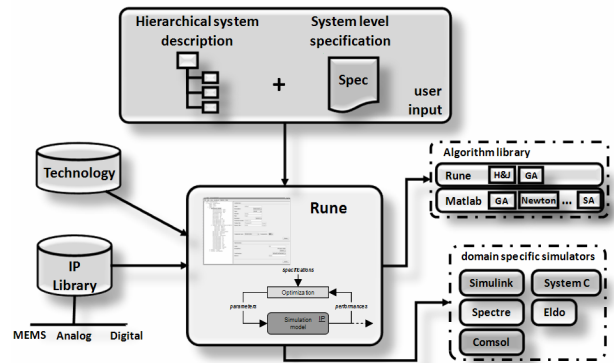 Hierarchical system
description
System level
specification
+
Spec
user
input
Technology
IP
Library
MEMS Analog Digital
Rune
specifications
Optimization
parameters
performances
Simulation
model
IP
Algorithm library
Rune H&J GA
Matlab GA Newton ... SA
domain specific simulators
Simulink System C
Spectre Eldo
Comsol